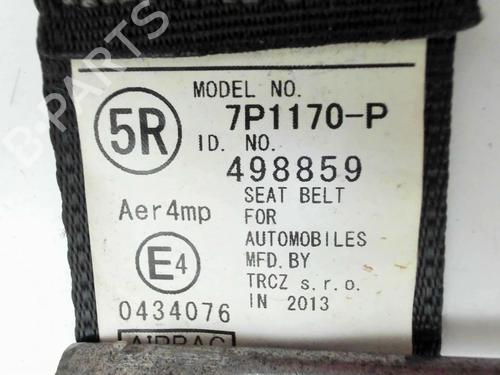 MODEL NO.
5R
7P1170-P
ID. NO.
498859
Aer4mp
SEAT BELT
FOR
AUTOMOBILES
E4
MFD. BY
TRCZ s.r.o.
0434076
IN 2013
AIRBAG
B-PARTS